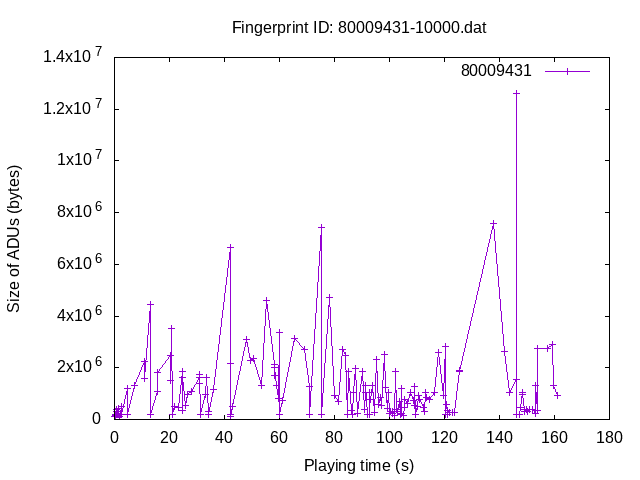 Fingerprint ID: 80009431-10000.dat
80009431
1.4x10^7
1.2x10^7
1x10^7
8x10^6
6x10^6
4x10^6
2x10^6
0
Size of ADUs (bytes)
0 20 40 60 80 100 120 140 160 180
Playing time (s)